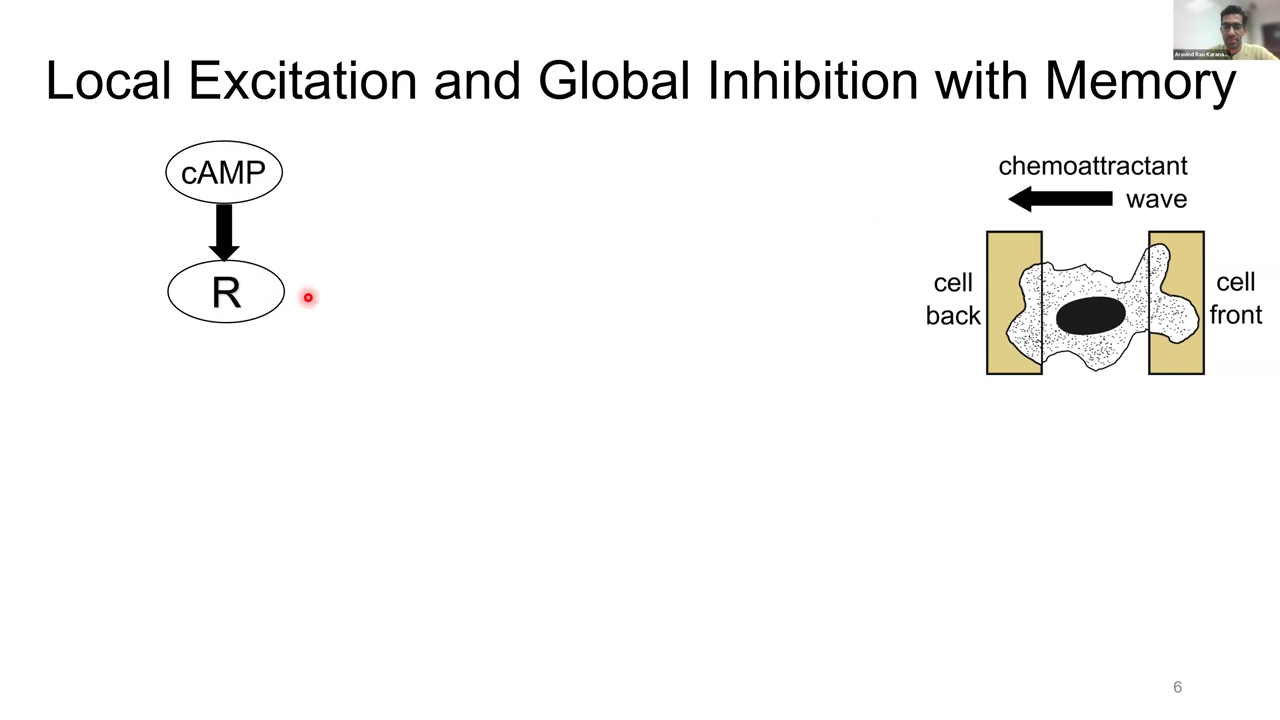 Local Excitation and Global Inhibition with Memory
cAMP
R
chemoattractant
wave
cell
back
cell
front
6